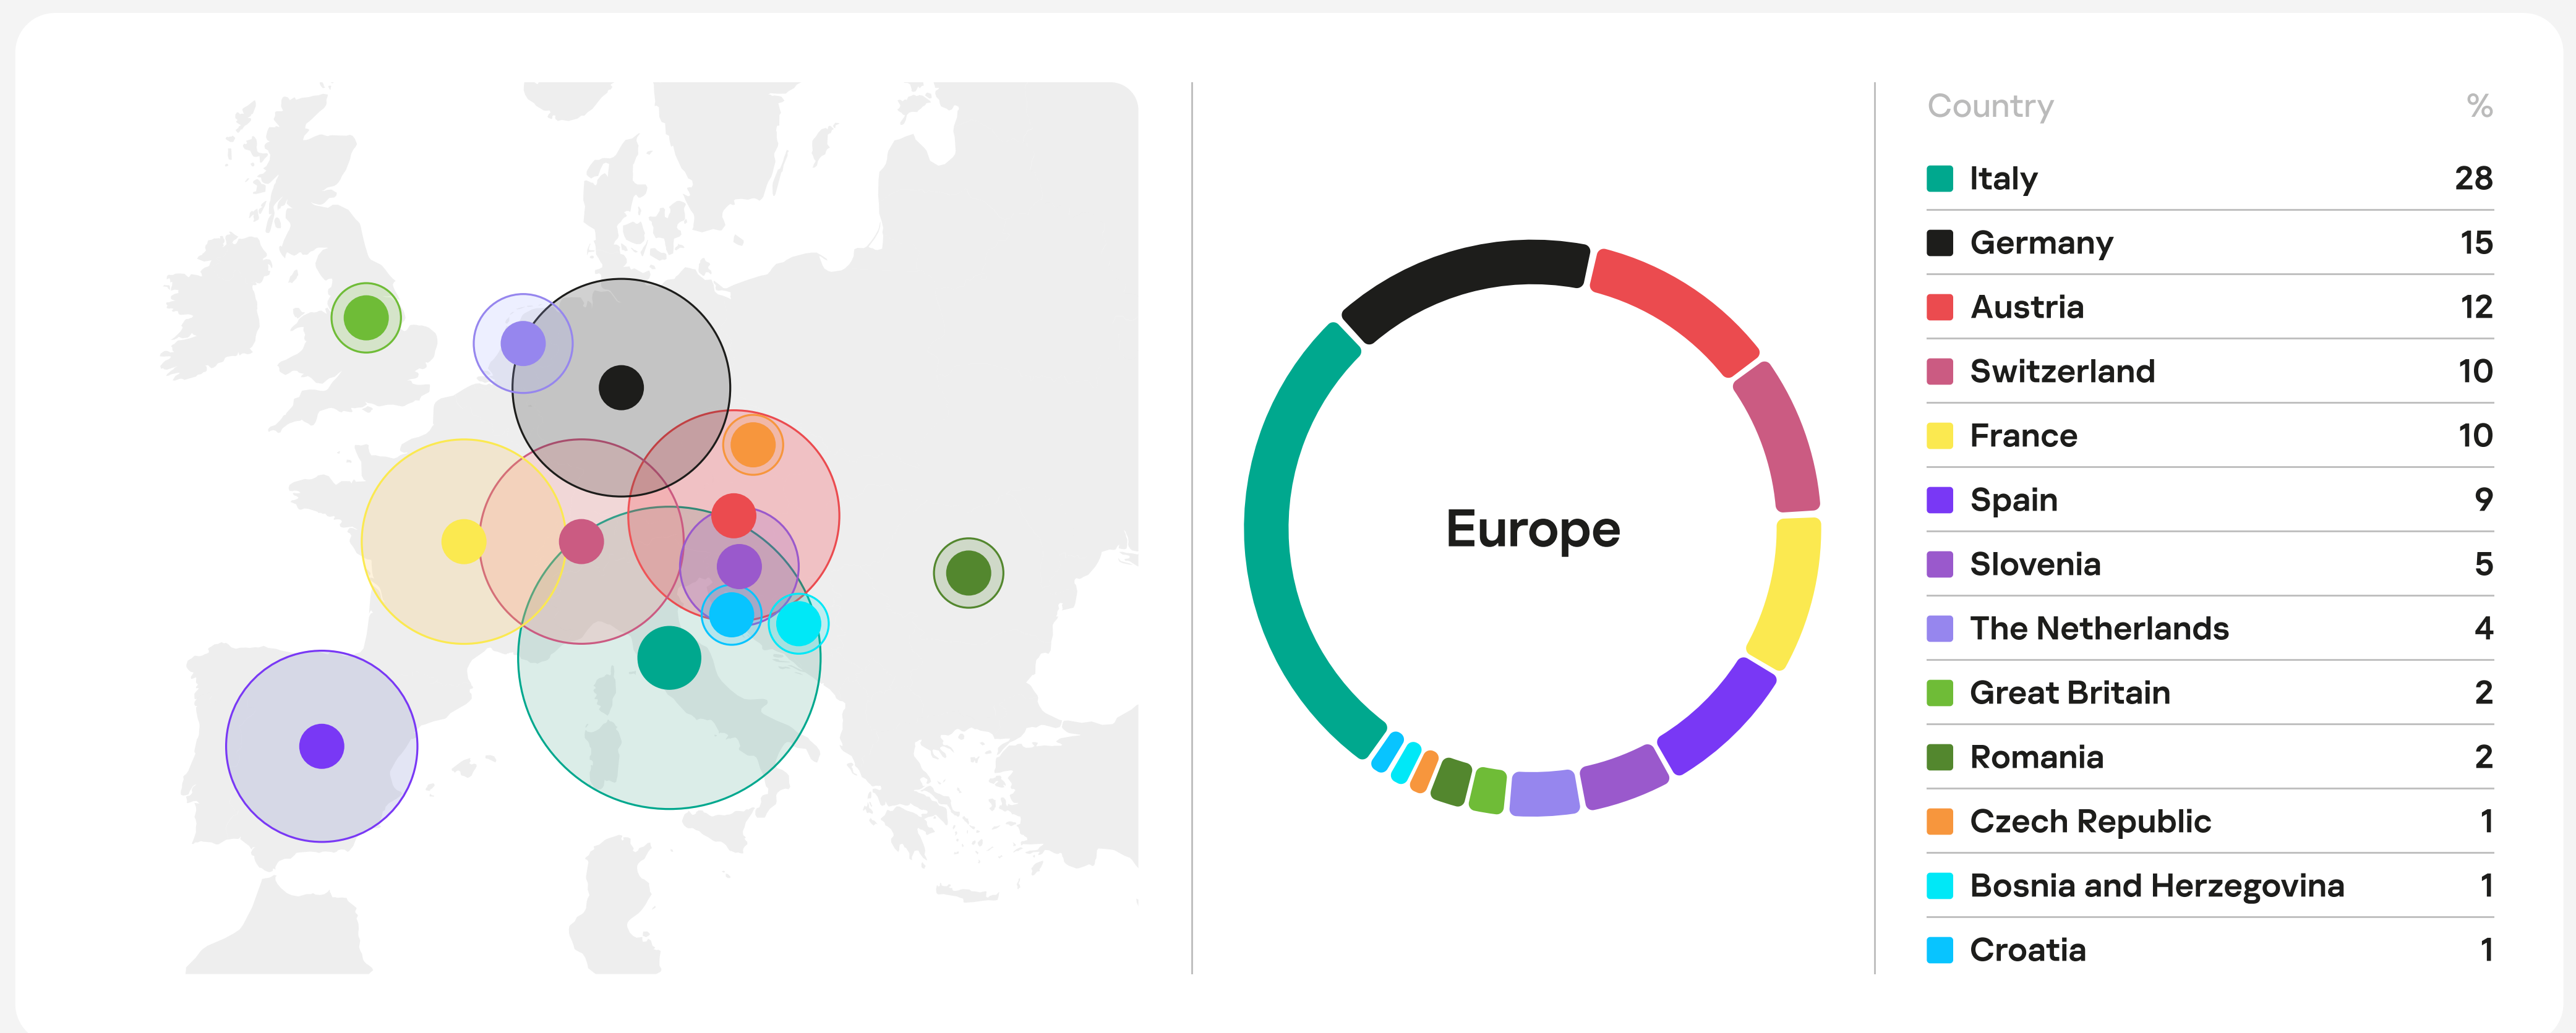 Europe
Country %
Italy 28
Germany 15
Austria 12
Switzerland 10
France 10
Spain 9
Slovenia 5
The Netherlands 4
Great Britain 2
Romania 2
Czech Republic 1
Bosnia and Herzegovina 1
Croatia 1